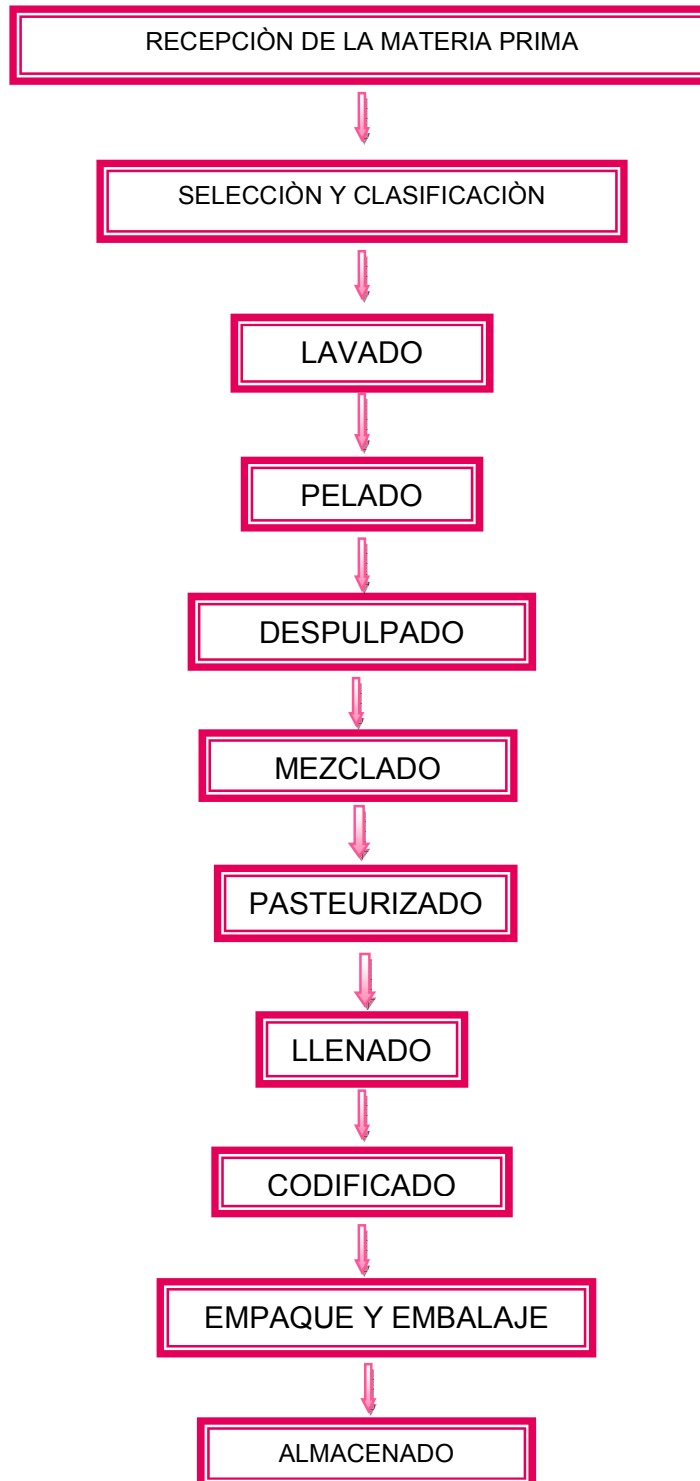 RECEPCIÒN DE LA MATERIA PRIMA
SELECCIÒN Y CLASIFICACIÒN
LAVADO
PELADO
DESPULPADO
MEZCLADO
PASTEURIZADO
LLENADO
CODIFICADO
EMPAQUE Y EMBALAJE
ALMACENADO